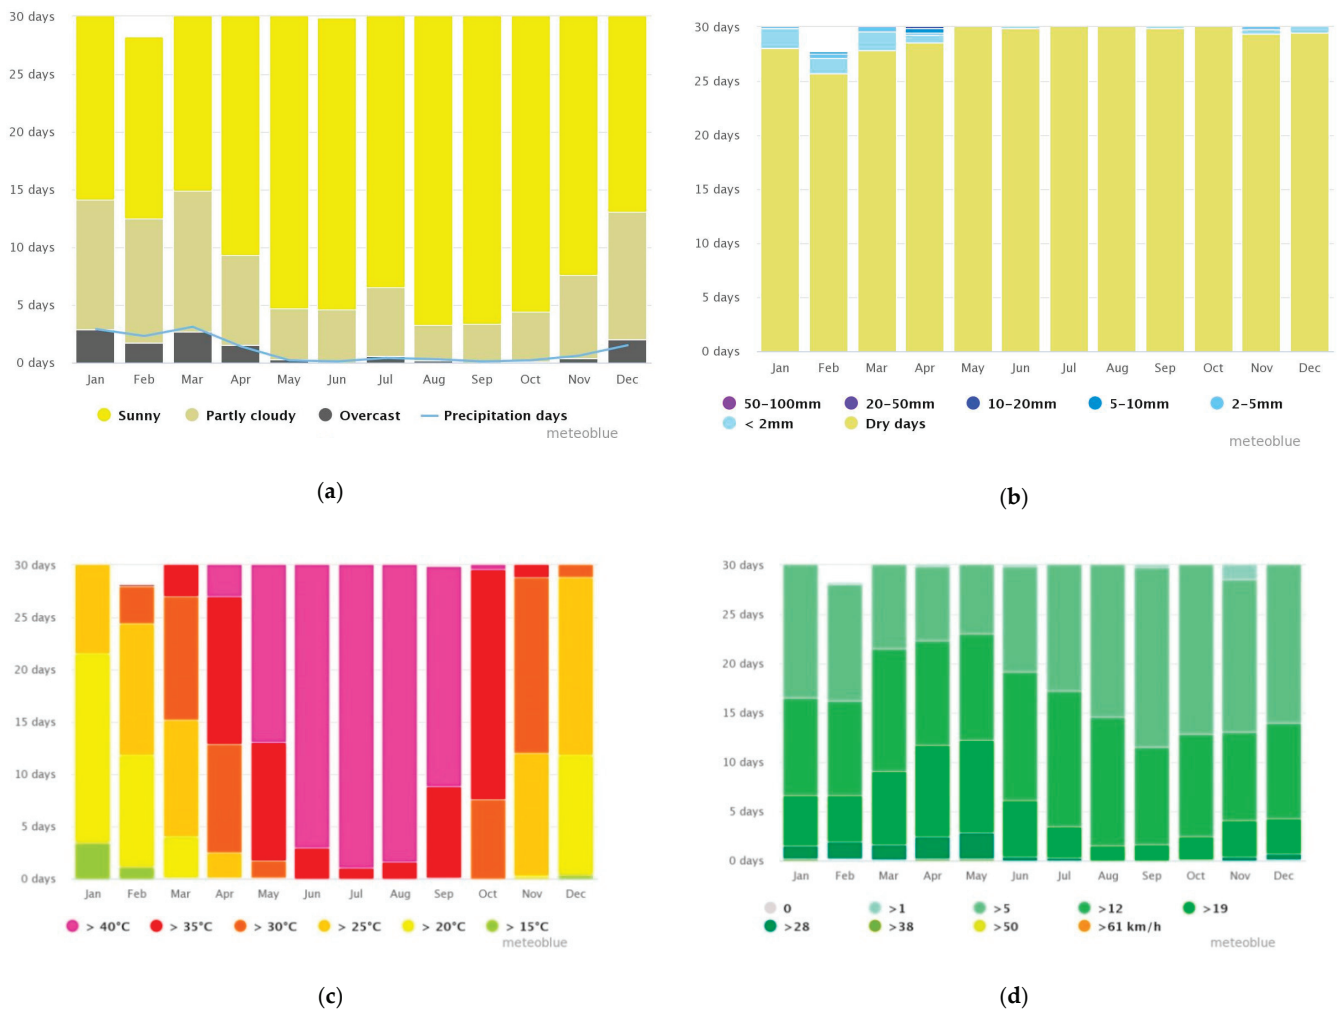 30 days
25 days
20 days
15 days
10 days
5 days
0 days
Jan Feb Mar Apr May Jun Jul Aug Sep Oct Nov Dec
Sunny Partly cloudy Overcast Precipitation days
meteoblue
(a)
30 days
25 days
20 days
15 days
10 days
5 days
0 days
Jan Feb Mar Apr May Jun Jul Aug Sep Oct Nov Dec
50-100mm 20-50mm 10-20mm 5-10mm 2-5mm
< 2mm Dry days
meteoblue
(b)
30 days
25 days
20 days
15 days
10 days
5 days
0 days
Jan Feb Mar Apr May Jun Jul Aug Sep Oct Nov Dec
> 40°C > 35°C > 30°C > 25°C > 20°C > 15°C
meteoblue
(c)
30 days
25 days
20 days
15 days
10 days
5 days
0 days
Jan Feb Mar Apr May Jun Jul Aug Sep Oct Nov Dec
0 >1 >5 >12 >19
>28 >38 >50 >61 km/h
meteoblue
(d)